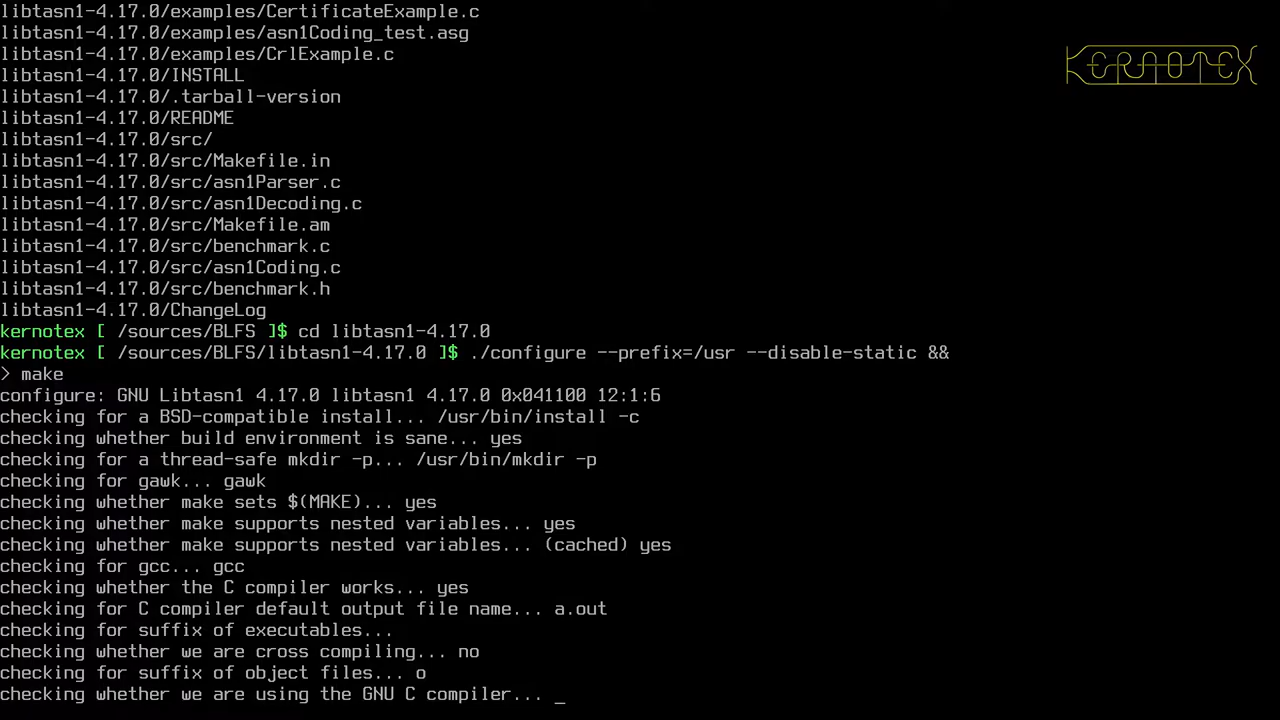 libtasn1-4.17.0/examples/CertificateExample.c
libtasn1-4.17.0/examples/asn1Coding_test.asg
libtasn1-4.17.0/examples/CrlExample.c
libtasn1-4.17.0/INSTALL
libtasn1-4.17.0/.tarball-version
libtasn1-4.17.0/README
libtasn1-4.17.0/src/
libtasn1-4.17.0/src/Makefile.in
libtasn1-4.17.0/src/asn1Parser.c
libtasn1-4.17.0/src/asn1Decoding.c
libtasn1-4.17.0/src/Makefile.am
libtasn1-4.17.0/src/benchmark.c
libtasn1-4.17.0/src/asn1Coding.c
libtasn1-4.17.0/src/benchmark.h
libtasn1-4.17.0/ChangeLog
kernotex [ /sources/BLFS ]$ cd libtasn1-4.17.0
kernotex [ /sources/BLFS/libtasn1-4.17.0 ]$ ./configure --prefix=/usr --disable-static &&
> make
configure: GNU Libtasn1 4.17.0 libtasn1 4.17.0 0x041100 12:1:6
checking for a BSD-compatible install... /usr/bin/install -c
checking whether build environment is sane... yes
checking for a thread-safe mkdir -p... /usr/bin/mkdir -p
checking for gawk... gawk
checking whether make sets $(MAKE)... yes
checking whether make supports nested variables... yes
checking whether make supports nested variables... (cached) yes
checking for gcc... gcc
checking whether the C compiler works... yes
checking for C compiler default output file name... a.out
checking for suffix of executables...
checking whether we are cross compiling... no
checking for suffix of object files... o
checking whether we are using the GNU C compiler... _
KERNOTEX